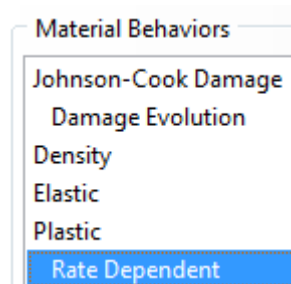 Material Behaviors
Johnson-Cook Damage
Damage Evolution
Density
Elastic
Plastic
Rate Dependent